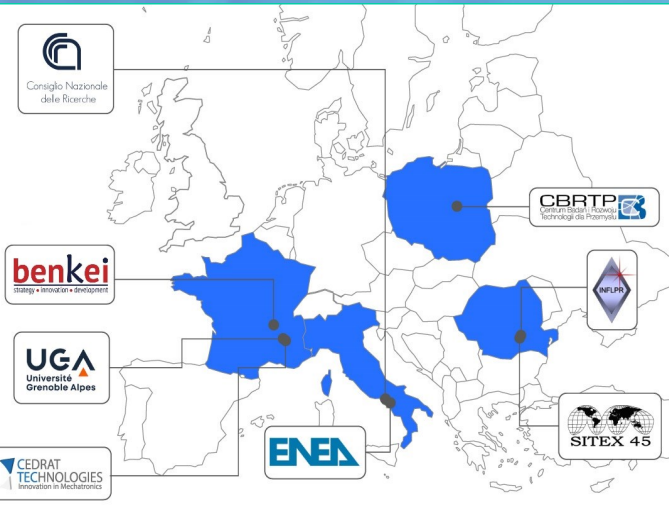 Consiglio Nazionale
delle Ricerche
CBRTP
Centrum Badań i Rozwoju
Technologii dla Przemysłu
benkei
strategy • innovation • development
INFLPR
UGA
Université
Grenoble Alpes
SITEX 45
ENEA
CEDRAT
TECHNOLOGIES
Innovation in Mechatronics